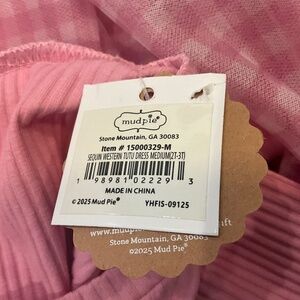 mudpie®
Stone Mountain, GA 30083
Item # 15000329-M
SEQUIN WESTERN TUTU DRESS MEDIUM(2T-3T)
1 98981 02229 3
MADE IN CHINA
©2025 Mud Pie® YHFIS-09125
Stone Mountain, GA 30083
©2025 Mud Pie